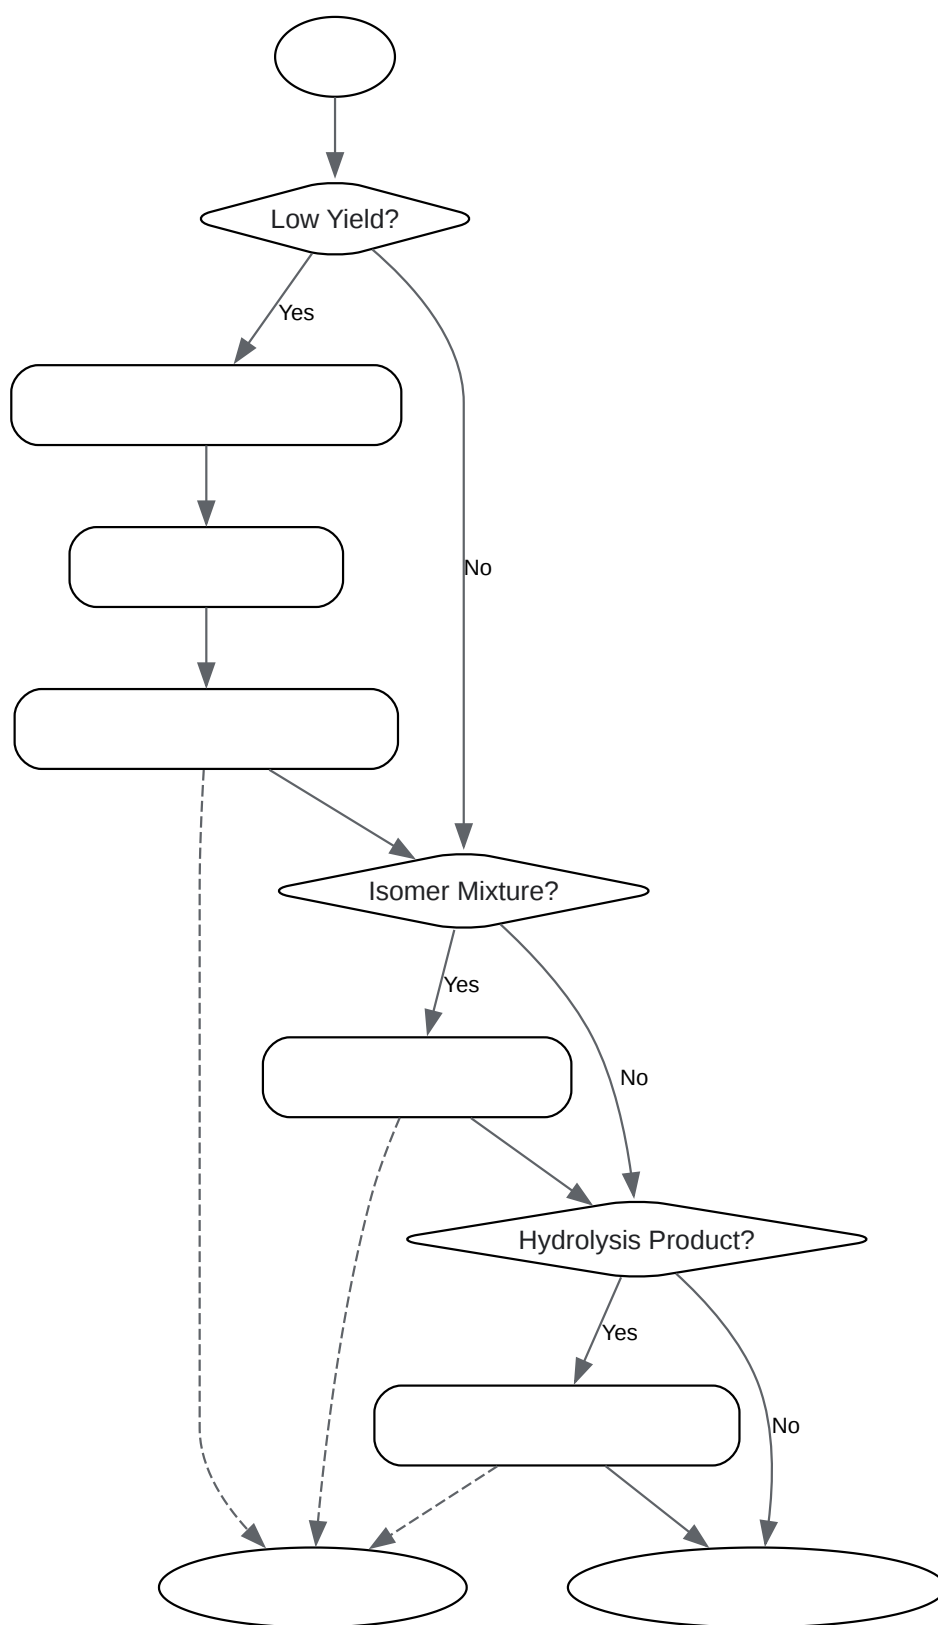 Low Yield?
Yes
No
Isomer Mixture?
Yes
No
Hydrolysis Product?
Yes
No